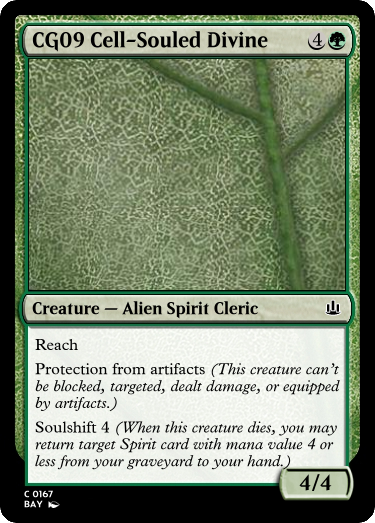 CG09 Cell-Souled Divine 4
Creature — Alien Spirit Cleric
Reach
Protection from artifacts (This creature can't
be blocked, targeted, dealt damage, or equipped
by artifacts.)
Soulshift 4 (When this creature dies, you may
return target Spirit card with mana value 4 or
less from your graveyard to your hand.)
4/4
C 0167
BAY